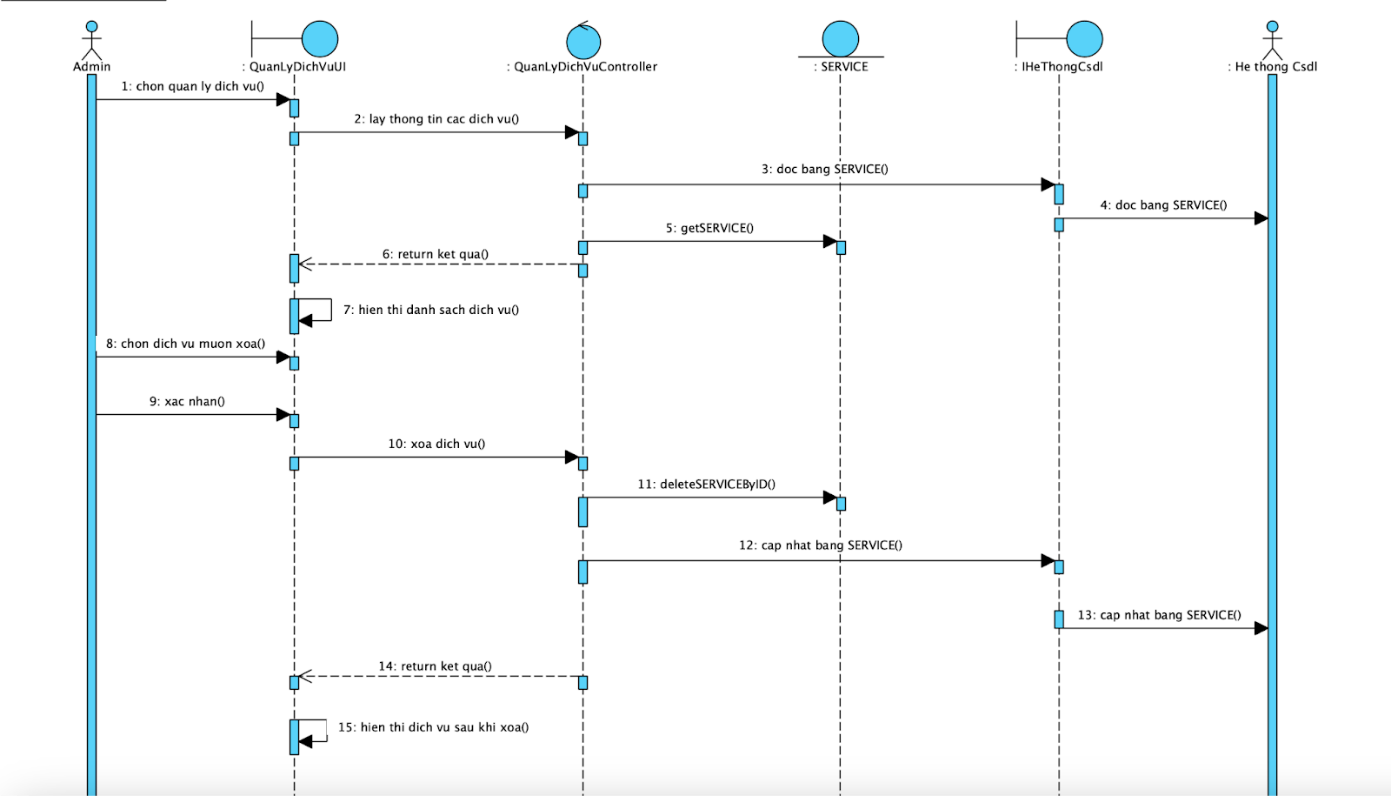 Admin
: QuanLyDichVuUI
: QuanLyDichVuController
: SERVICE
: IHeThongCsdl
: He thong Csdl
1: chon quan ly dich vu()
2: lay thong tin cac dich vu()
3: doc bang SERVICE()
4: doc bang SERVICE()
5: getSERVICE()
6: return ket qua()
7: hien thi danh sach dich vu()
8: chon dich vu muon xoa()
9: xac nhan()
10: xoa dich vu()
11: deleteSERVICEByID()
12: cap nhat bang SERVICE()
13: cap nhat bang SERVICE()
14: return ket qua()
15: hien thi dich vu sau khi xoa()